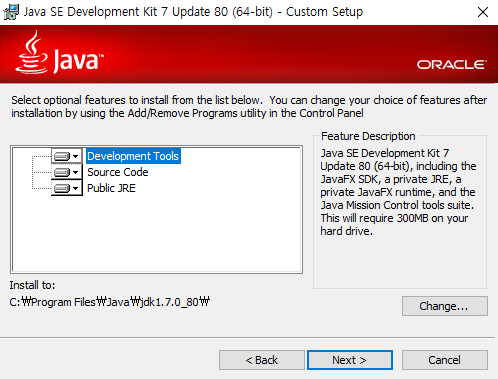 Java SE Development Kit 7 Update 80 (64-bit) - Custom Setup
Java™
ORACLE
Select optional features to install from the list below. You can change your choice of features after
installation by using the Add/Remove Programs utility in the Control Panel
Development Tools
Source Code
Public JRE
Feature Description
Java SE Development Kit 7
Update 80 (64-bit), including the
JavaFX SDK, a private JRE, a
private JavaFX runtime, and the
Java Mission Control tools suite.
This will require 300MB on your
hard drive.
Install to:
C:₩Program Files₩Java₩jdk1.7.0_80₩
Change...
< Back
Next >
Cancel